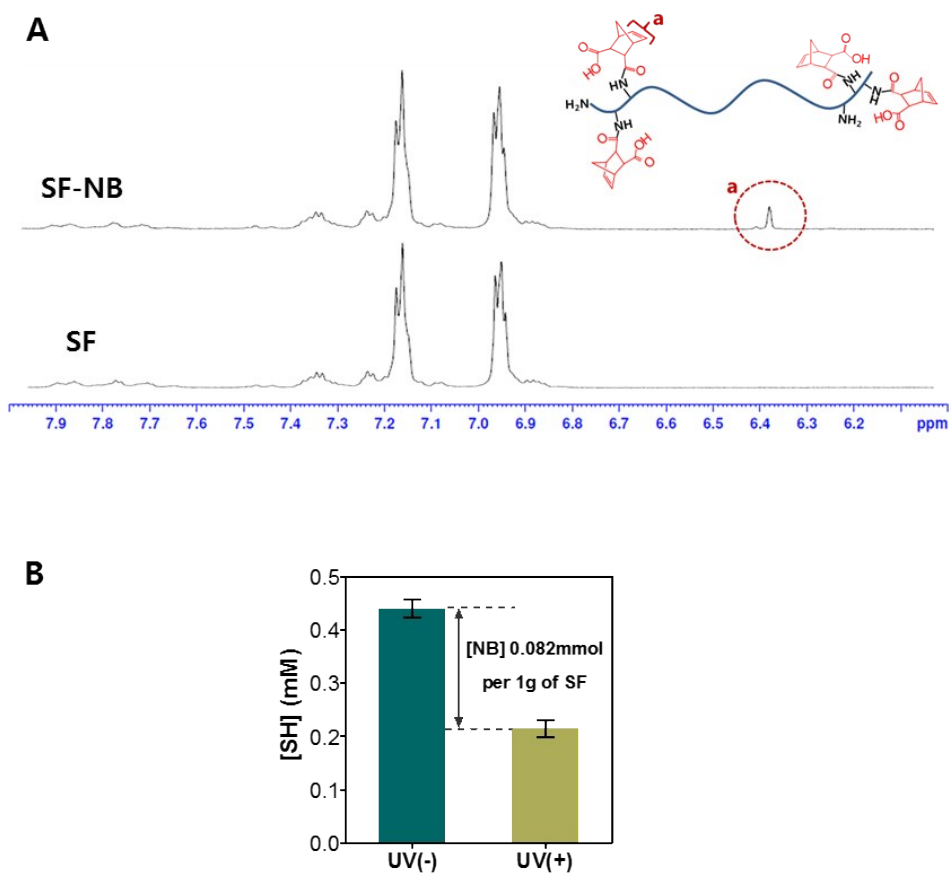 A
a
O
HO
O
HN
H₂N
NH
O
OH
O
O
OH
O
NH
N
H
O
HO
O
NH₂
SF-NB
a
SF
7.9 7.8 7.7 7.6 7.5 7.4 7.3 7.2 7.1 7.0 6.9 6.8 6.7 6.6 6.5 6.4 6.3 6.2 ppm
B
[SH] (mM)
0.5
0.4
0.3
0.2
0.1
0.0
[NB] 0.082mmol
per 1g of SF
UV(-) UV(+)